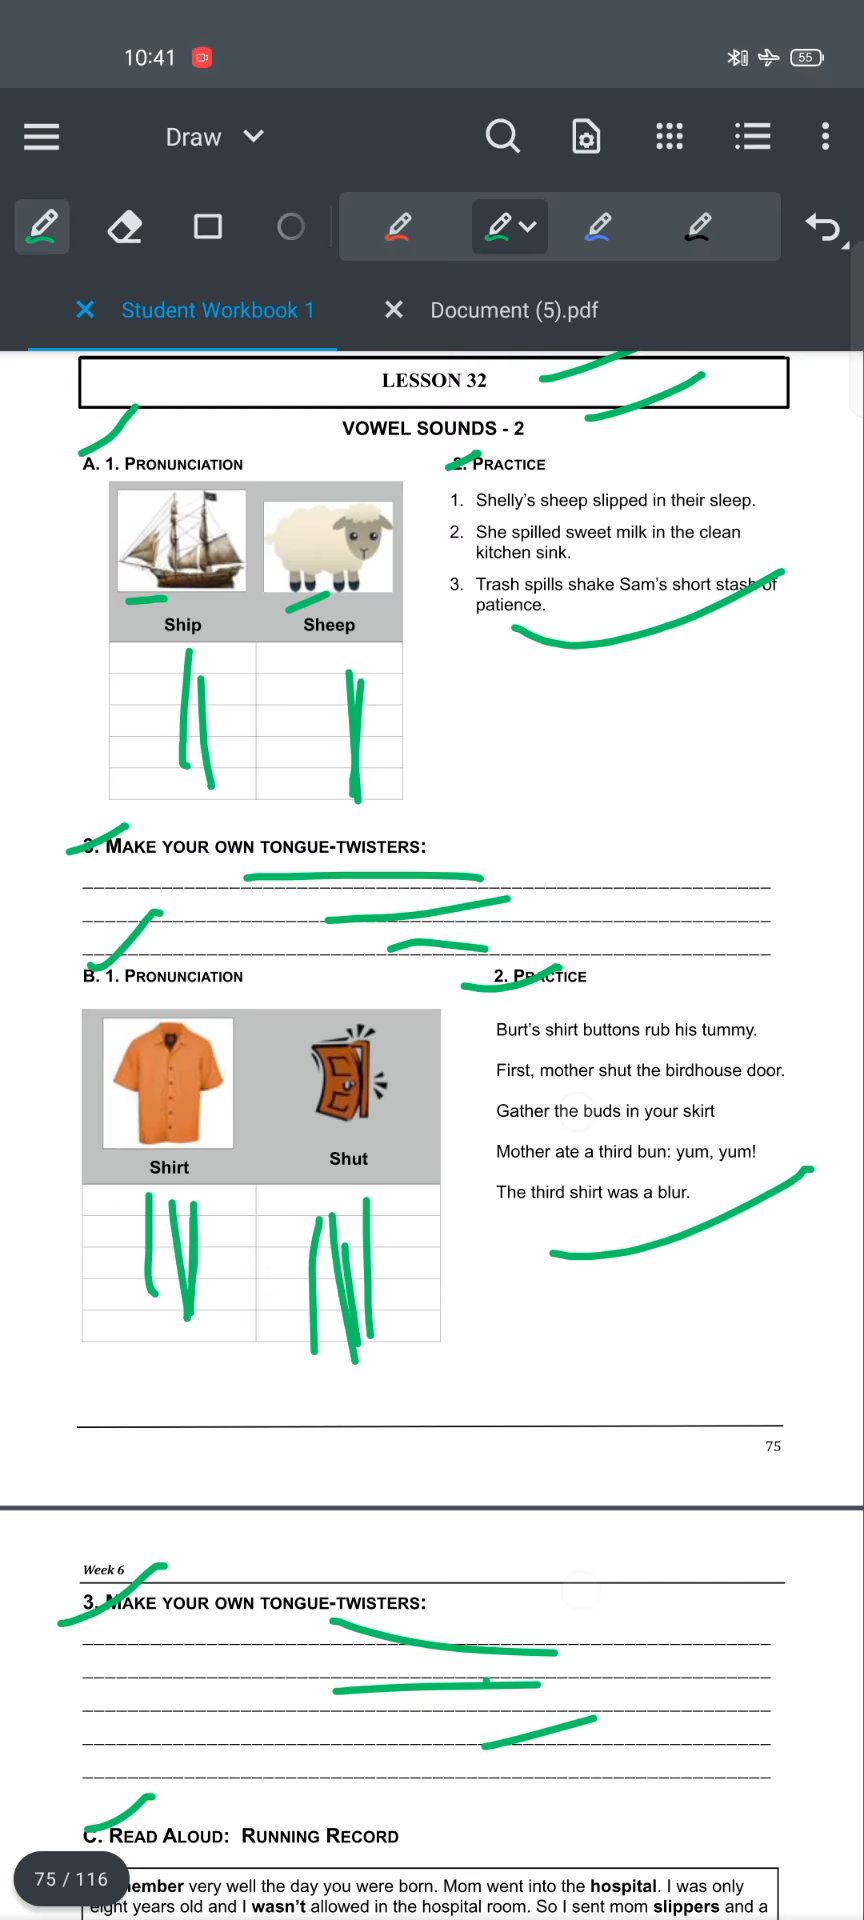 10:41
55
Draw
Student Workbook 1
Document (5).pdf
LESSON 32
VOWEL SOUNDS - 2
A. 1. PRONUNCIATION
2. PRACTICE
Ship
Sheep
1. Shelly's sheep slipped in their sleep.
2. She spilled sweet milk in the clean
kitchen sink.
3. Trash spills shake Sam's short stash of
patience.
3. MAKE YOUR OWN TONGUE-TWISTERS:
B. 1. PRONUNCIATION
2. PRACTICE
Shirt
Shut
Burt's shirt buttons rub his tummy.
First, mother shut the birdhouse door.
Gather the buds in your skirt
Mother ate a third bun: yum, yum!
The third shirt was a blur.
75
Week 6
3. MAKE YOUR OWN TONGUE-TWISTERS:
C. READ ALOUD: RUNNING RECORD
75 / 116
ember very well the day you were born. Mom went into the hospital. I was only
eight years old and I wasn't allowed in the hospital room. So I sent mom slippers and a